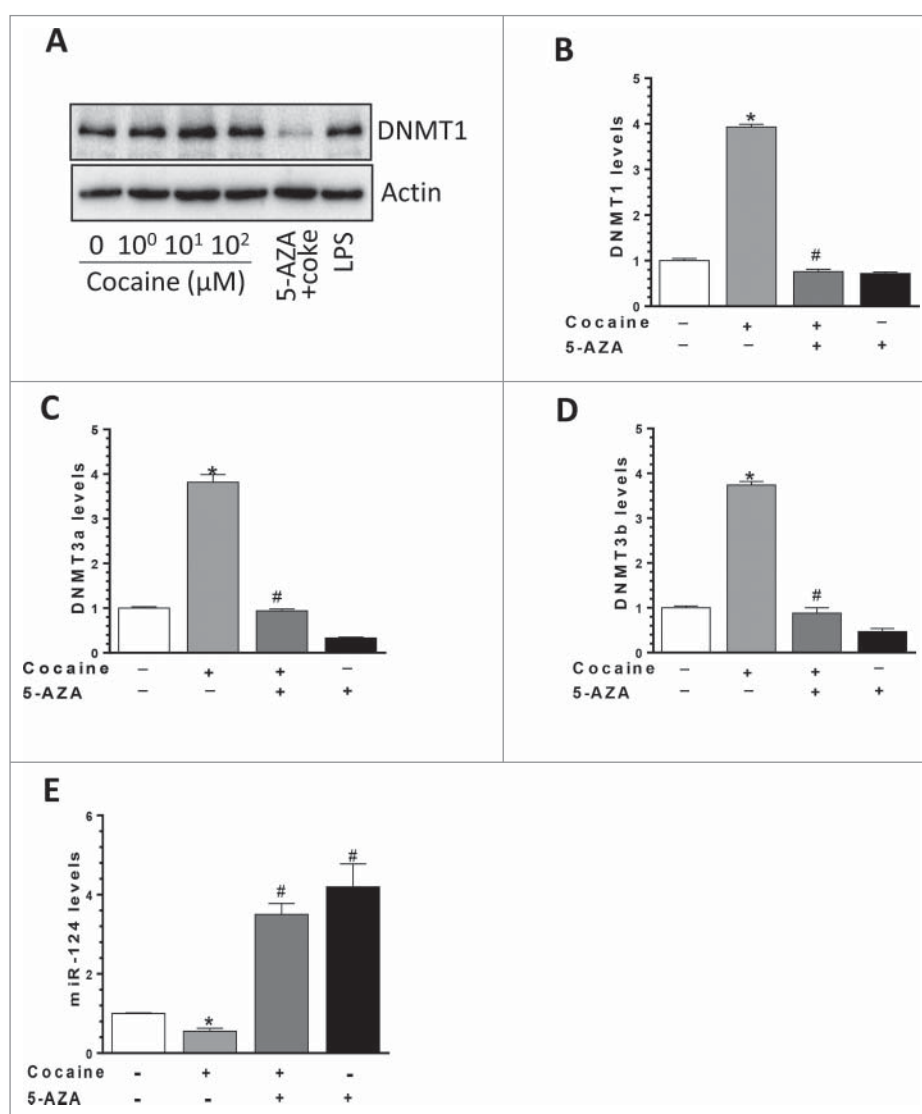 A
DNMT1
Actin
0 10⁰ 10¹ 10²
Cocaine (μM)
5-AZA
+coke
LPS
B
DNMT1 levels
5
4
3
2
1
0
*
#
Cocaine – + + –
5-AZA – – + +
C
DNMT3a levels
5
4
3
2
1
0
*
#
Cocaine – + + –
5-AZA – – + +
D
DNMT3b levels
5
4
3
2
1
0
*
#
Cocaine – + + –
5-AZA – – + +
E
miR-124 levels
6
4
2
0
*
#
#
Cocaine - + + -
5-AZA - - + +